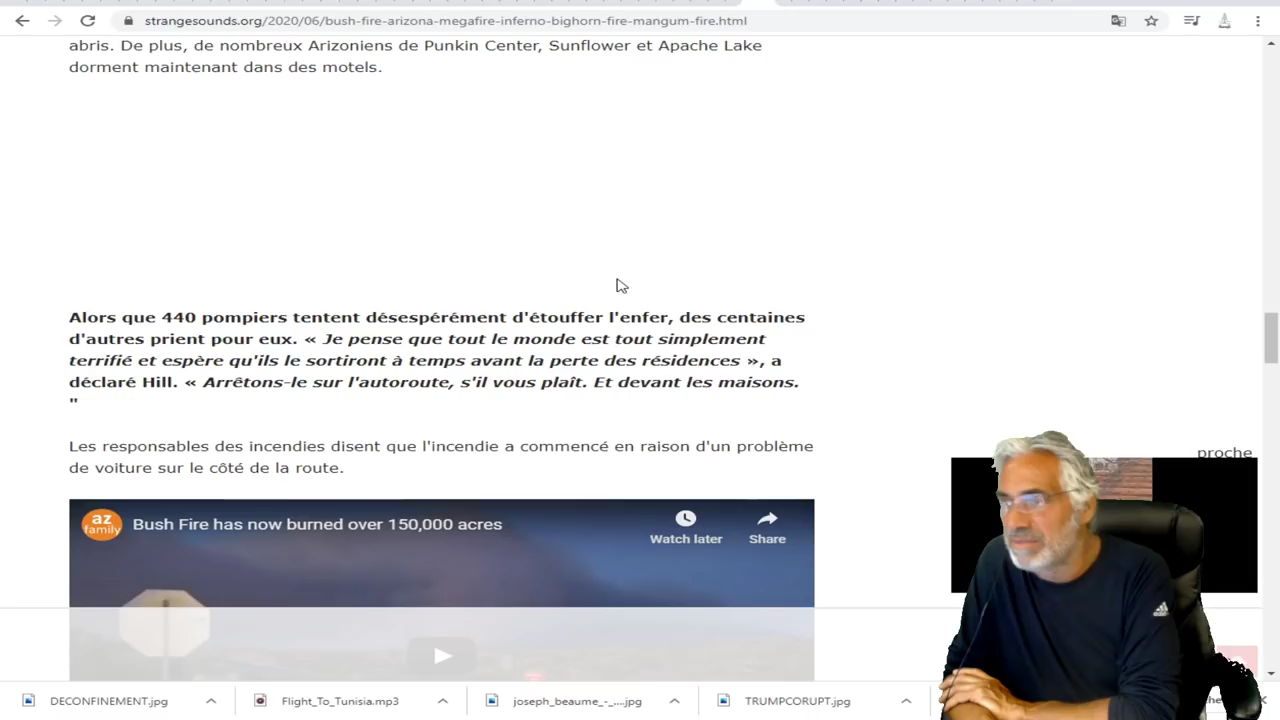 strangesounds.org/2020/06/bush-fire-arizona-megafire-inferno-bighorn-fire-mangum-fire.html
abris. De plus, de nombreux Arizoniens de Punkin Center, Sunflower et Apache Lake
dorment maintenant dans des motels.
Alors que 440 pompiers tentent désespérément d'étouffer l'enfer, des centaines
d'autres prient pour eux. « Je pense que tout le monde est tout simplement
terrifié et espère qu'ils le sortiront à temps avant la perte des résidences », a
déclaré Hill. « Arrêtons-le sur l'autoroute, s'il vous plaît. Et devant les maisons.
"
Les responsables des incendies disent que l'incendie a commencé en raison d'un problème
de voiture sur le côté de la route.
proche
az family
Bush Fire has now burned over 150,000 acres
Watch later
Share
adidas
DECONFINEMENT.jpg
Flight_To_Tunisia.mp3
joseph_beaume_-_....jpg
TRUMPCORUPT.jpg